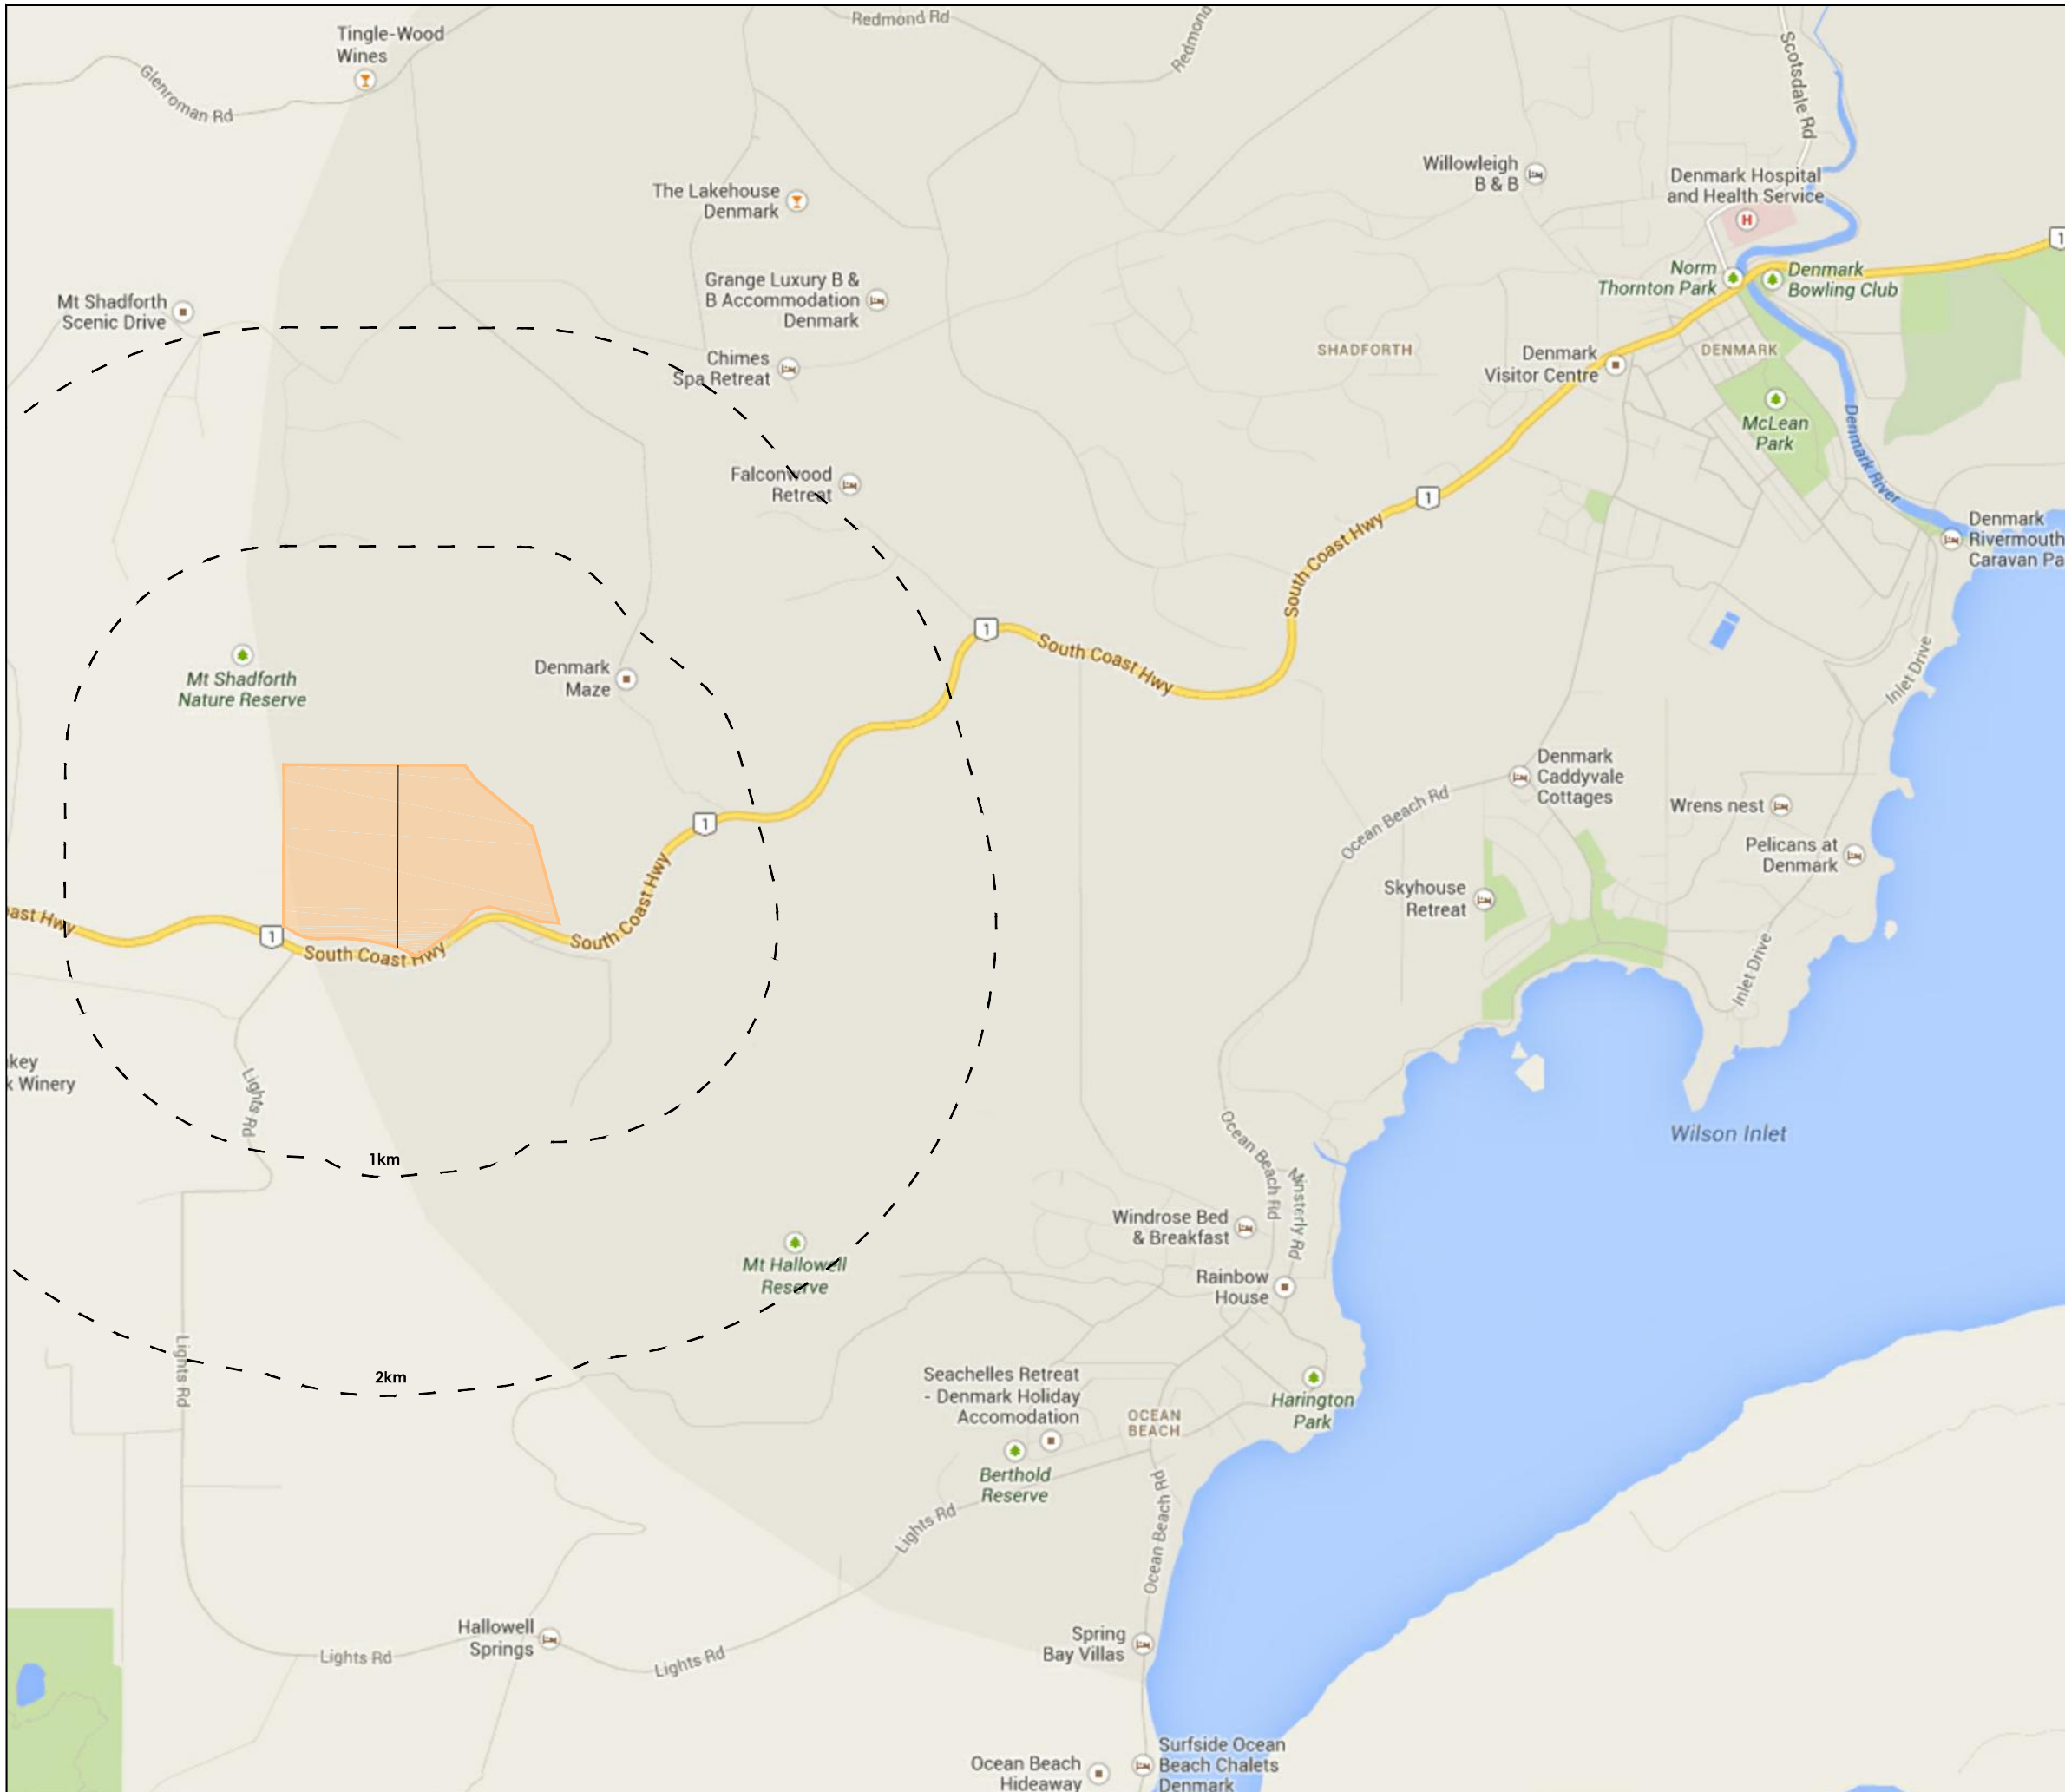 Redmond Rd
Redmond
Tingle-Wood
Wines
Glenroman Rd
Scotsdale Rd
Willowleigh
B & B
Denmark Hospital
and Health Service
H
The Lakehouse
Denmark
1
Norm
Thornton Park
Denmark
Bowling Club
Grange Luxury B &
B Accommodation
Denmark
Mt Shadforth
Scenic Drive
SHADFORTH
Denmark
Visitor Centre
DENMARK
Chimes
Spa Retreat
McLean
Park
Denmark River
Falconwood
Retreat
1
South Coast Hwy
Denmark
Rivermouth
Caravan Pa
1
South Coast Hwy
Inlet Drive
Mt Shadforth
Nature Reserve
Denmark
Maze
Denmark
Caddyvale
Cottages
Wrens nest
Ocean Beach Rd
1
Pelicans at
Denmark
Skyhouse
Retreat
ast Hwy
1
South Coast Hwy
South Coast Hwy
Inlet Drive
key
k Winery
Lights Rd
Wilson Inlet
1km
Ocean Beach Rd
Minsterly Rd
Windrose Bed
& Breakfast
Mt Hallowell
Reserve
Rainbow
House
Lights Rd
2km
Seachelles Retreat
- Denmark Holiday
Accomodation
OCEAN
BEACH
Harington
Park
Berthold
Reserve
Lights Rd
Ocean Beach Rd
Hallowell
Springs
Spring
Bay Villas
Lights Rd
Lights Rd
Ocean Beach
Hideaway
Surfside Ocean
Beach Chalets
Denmark